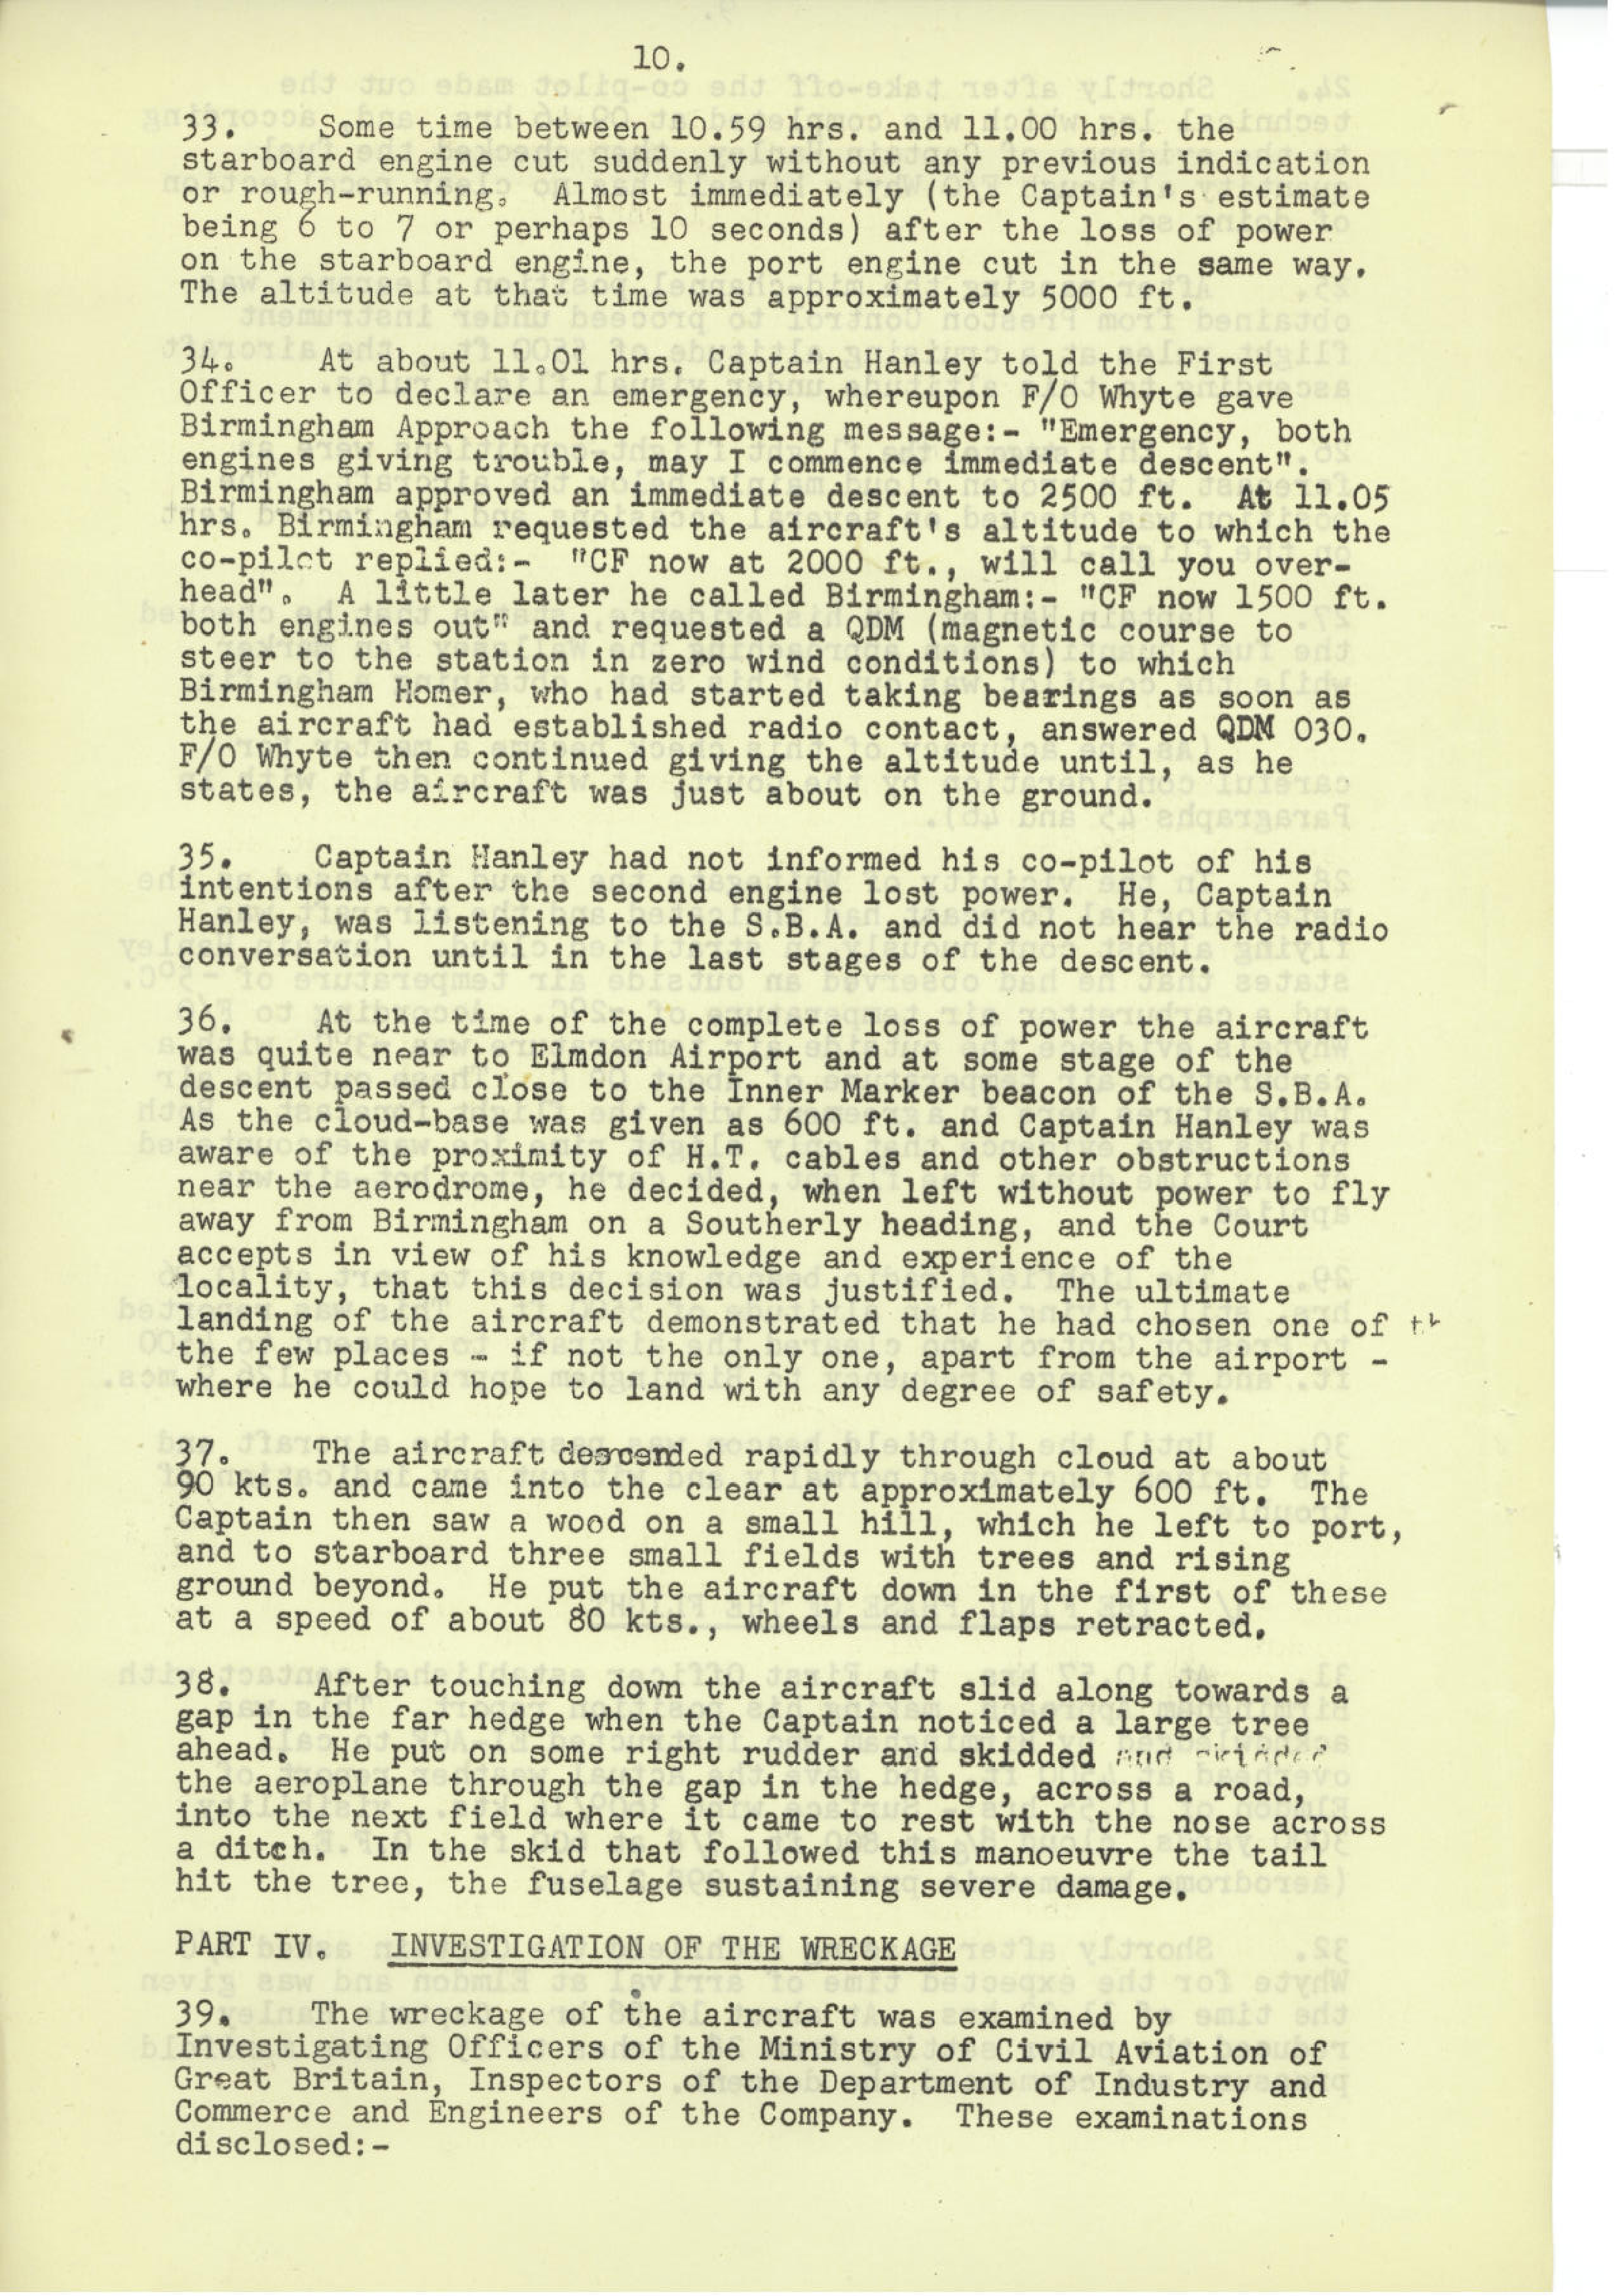 10.
33. Some time between 10.59 hrs. and 11.00 hrs. the
starboard engine cut suddenly without any previous indication
or rough-running. Almost immediately (the Captain's estimate
being 6 to 7 or perhaps 10 seconds) after the loss of power
on the starboard engine, the port engine cut in the same way.
The altitude at that time was approximately 5000 ft.
34. At about 11.01 hrs. Captain Hanley told the First
Officer to declare an emergency, whereupon F/O Whyte gave
Birmingham Approach the following message:- "Emergency, both
engines giving trouble, may I commence immediate descent".
Birmingham approved an immediate descent to 2500 ft. At 11.05
hrs. Birmingham requested the aircraft's altitude to which the
co-pilot replied:- "CF now at 2000 ft., will call you over-
head". A little later he called Birmingham:- "CF now 1500 ft.
both engines out" and requested a QDM (magnetic course to
steer to the station in zero wind conditions) to which
Birmingham Homer, who had started taking bearings as soon as
the aircraft had established radio contact, answered QDM 030.
F/O Whyte then continued giving the altitude until, as he
states, the aircraft was just about on the ground.
35. Captain Hanley had not informed his co-pilot of his
intentions after the second engine lost power. He, Captain
Hanley, was listening to the S.B.A. and did not hear the radio
conversation until in the last stages of the descent.
36. At the time of the complete loss of power the aircraft
was quite near to Elmdon Airport and at some stage of the
descent passed close to the Inner Marker beacon of the S.B.A.
As the cloud-base was given as 600 ft. and Captain Hanley was
aware of the proximity of H.T. cables and other obstructions
near the aerodrome, he decided, when left without power to fly
away from Birmingham on a Southerly heading, and the Court
accepts in view of his knowledge and experience of the
locality, that this decision was justified. The ultimate
landing of the aircraft demonstrated that he had chosen one of
the few places - if not the only one, apart from the airport -
where he could hope to land with any degree of safety.
37. The aircraft descended rapidly through cloud at about
90 kts. and came into the clear at approximately 600 ft. The
Captain then saw a wood on a small hill, which he left to port,
and to starboard three small fields with trees and rising
ground beyond. He put the aircraft down in the first of these
at a speed of about 80 kts., wheels and flaps retracted.
38. After touching down the aircraft slid along towards a
gap in the far hedge when the Captain noticed a large tree
ahead. He put on some right rudder and skidded and skidded
the aeroplane through the gap in the hedge, across a road,
into the next field where it came to rest with the nose across
a ditch. In the skid that followed this manoeuvre the tail
hit the tree, the fuselage sustaining severe damage.
PART IV. INVESTIGATION OF THE WRECKAGE
39. The wreckage of the aircraft was examined by
Investigating Officers of the Ministry of Civil Aviation of
Great Britain, Inspectors of the Department of Industry and
Commerce and Engineers of the Company. These examinations
disclosed:-